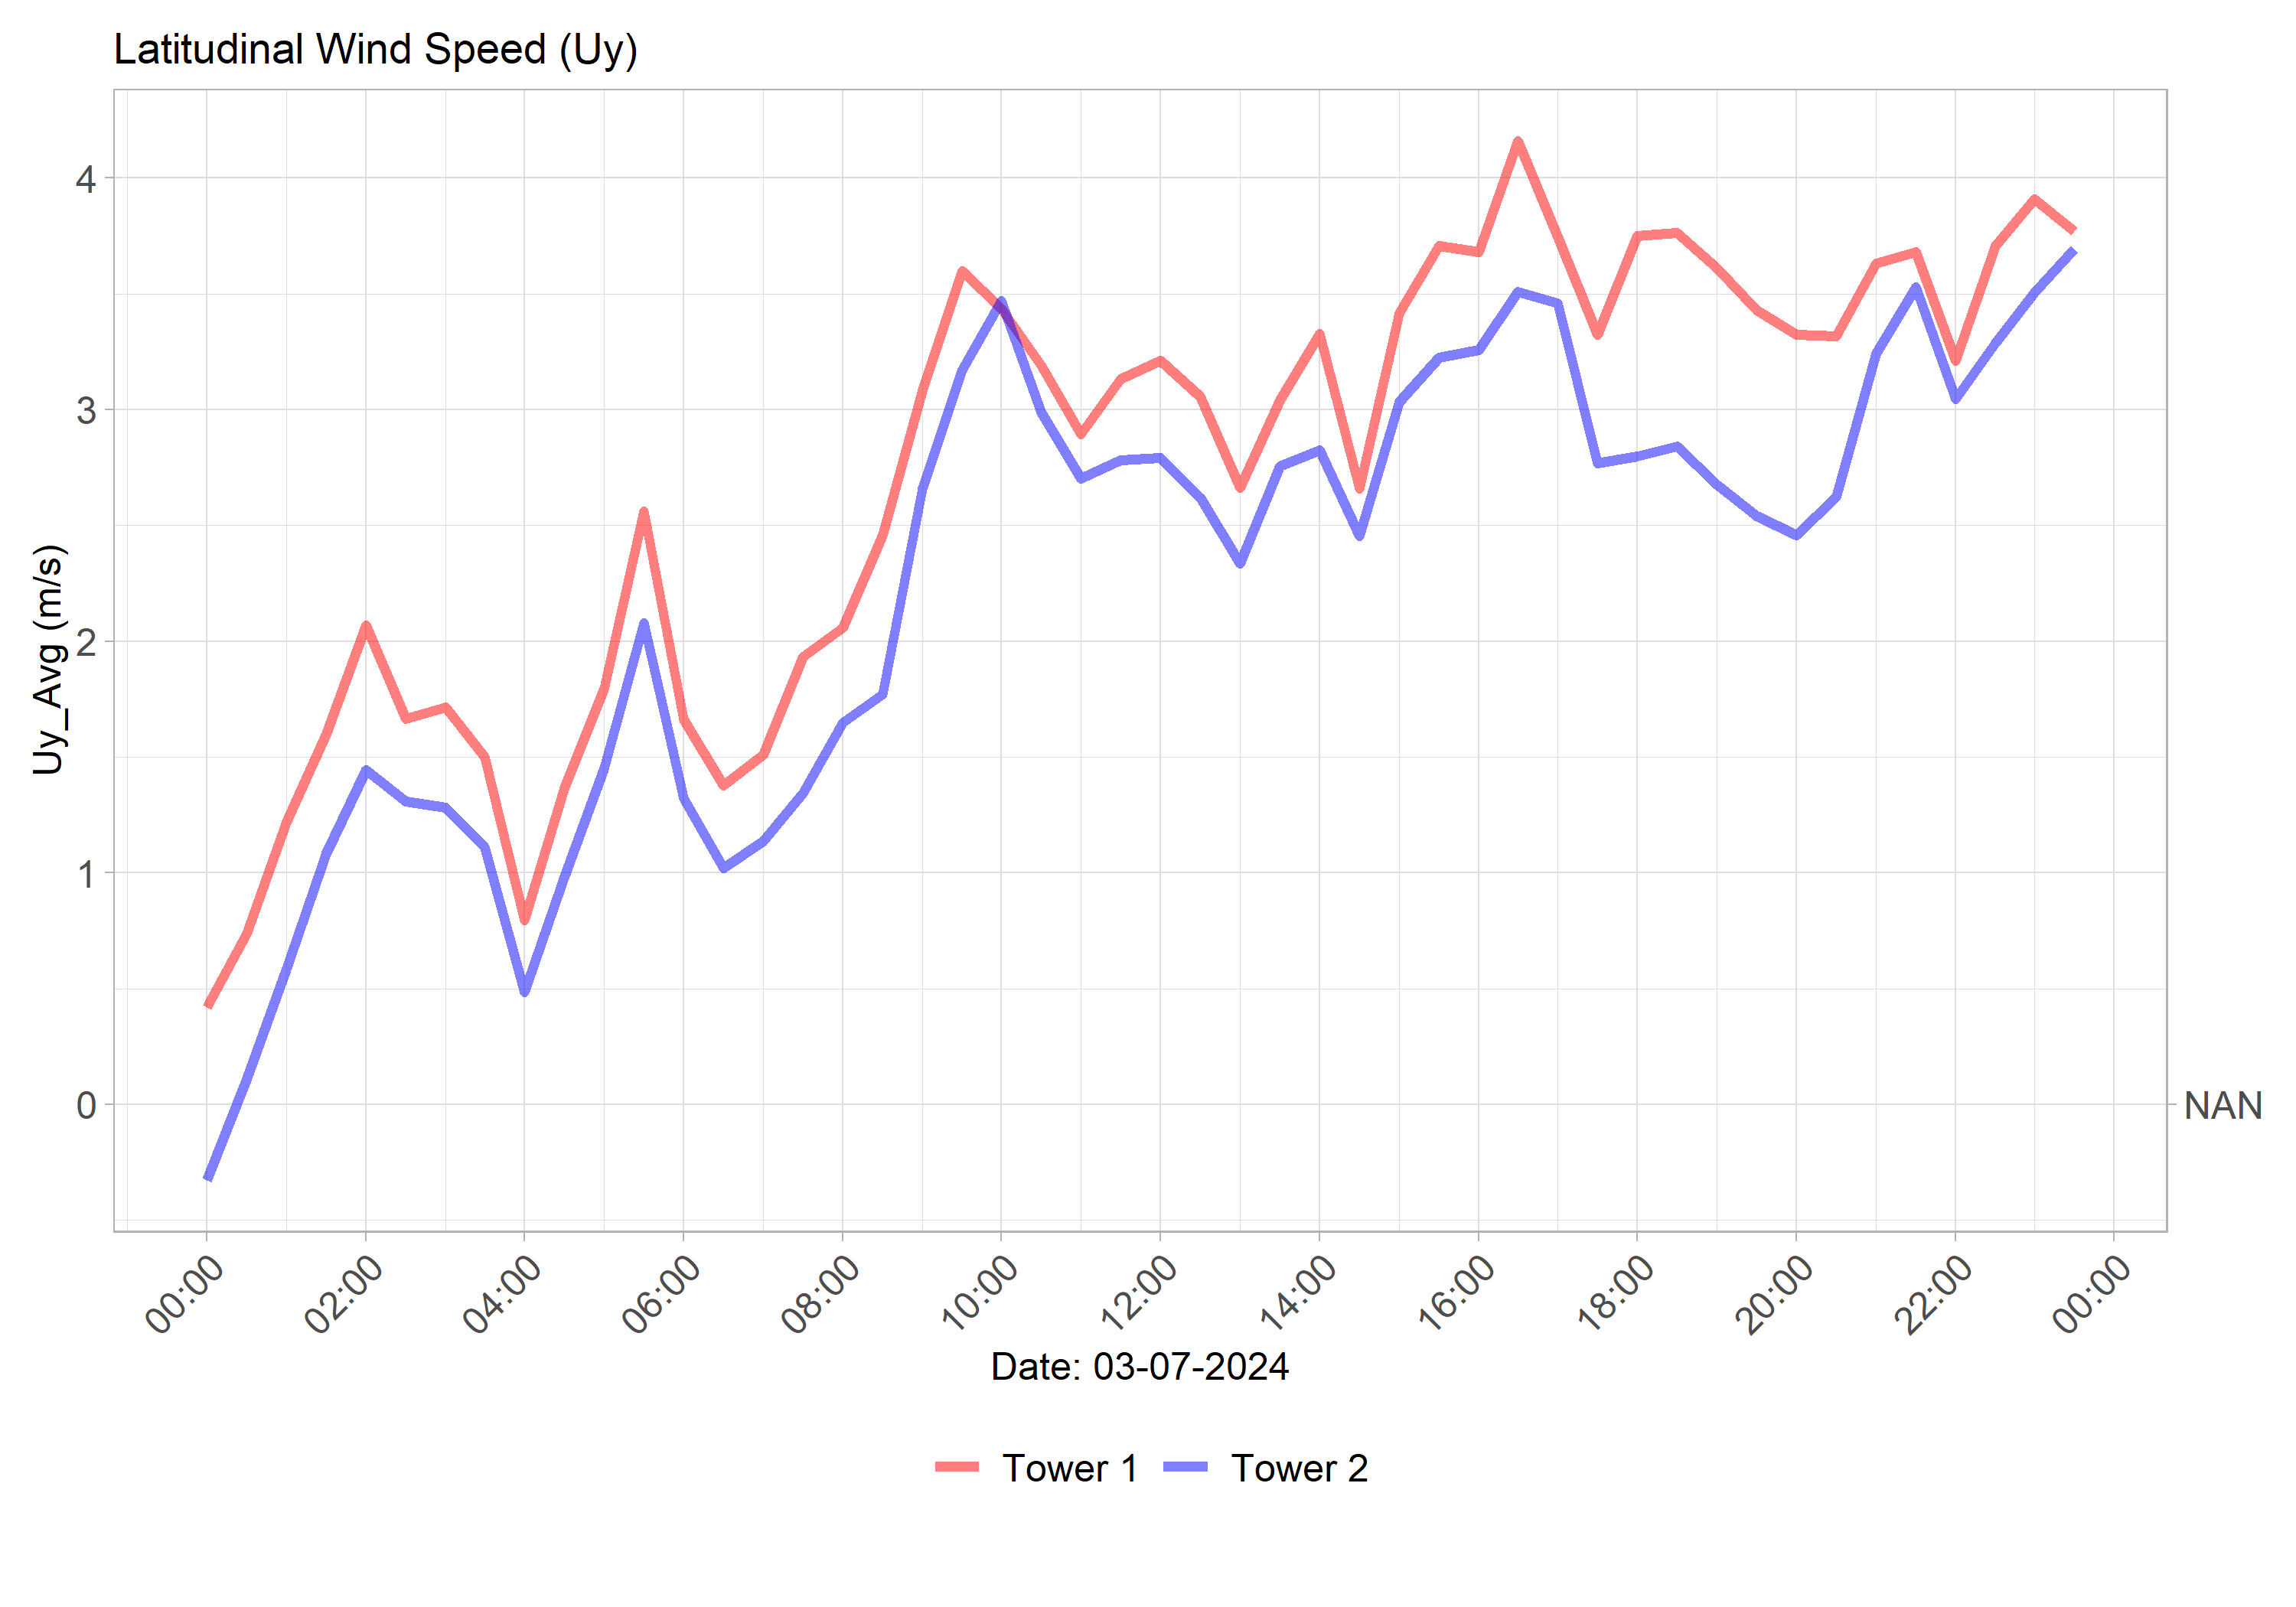 Latitudinal Wind Speed (Uy)
Uy_Avg (m/s)
4
3
2
1
0
NAN
00:00 02:00 04:00 06:00 08:00 10:00 12:00 14:00 16:00 18:00 20:00 22:00 00:00
Date: 03-07-2024
Tower 1 Tower 2